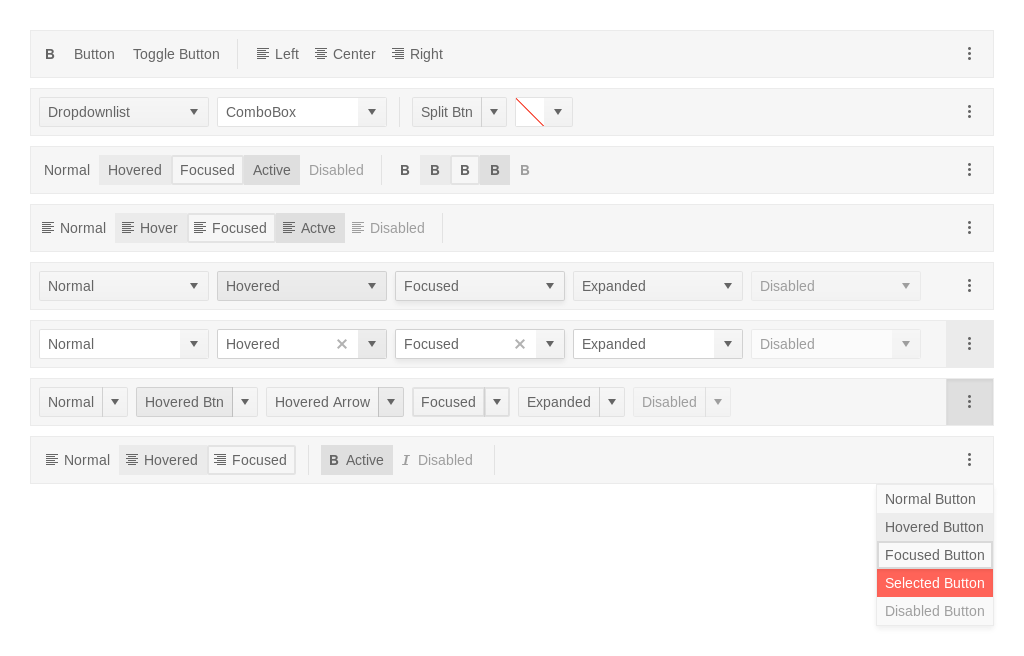 B Button Toggle Button Left Center Right
Dropdownlist ComboBox Split Btn
Normal Hovered Focused Active Disabled B B B B B
Normal Hover Focused Actve Disabled
Normal Hovered Focused Expanded Disabled
Normal Hovered Focused Expanded Disabled
Normal Hovered Btn Hovered Arrow Focused Expanded Disabled
Normal Hovered Focused B Active I Disabled
Normal Button
Hovered Button
Focused Button
Selected Button
Disabled Button